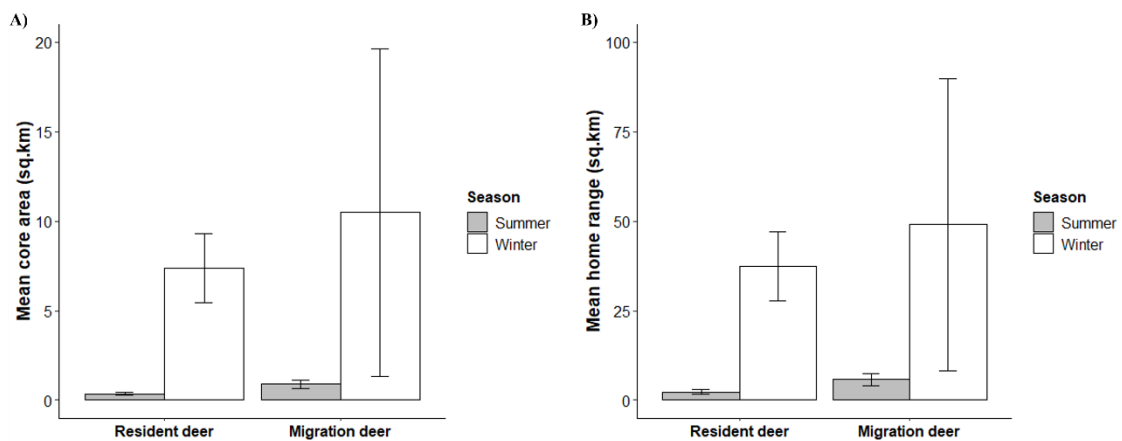 A)
Mean core area (sq.km)
20
15
10
5
0
Resident deer
Migration deer
Season
Summer
Winter
B)
Mean home range (sq.km)
100
75
50
25
0
Resident deer
Migration deer
Season
Summer
Winter